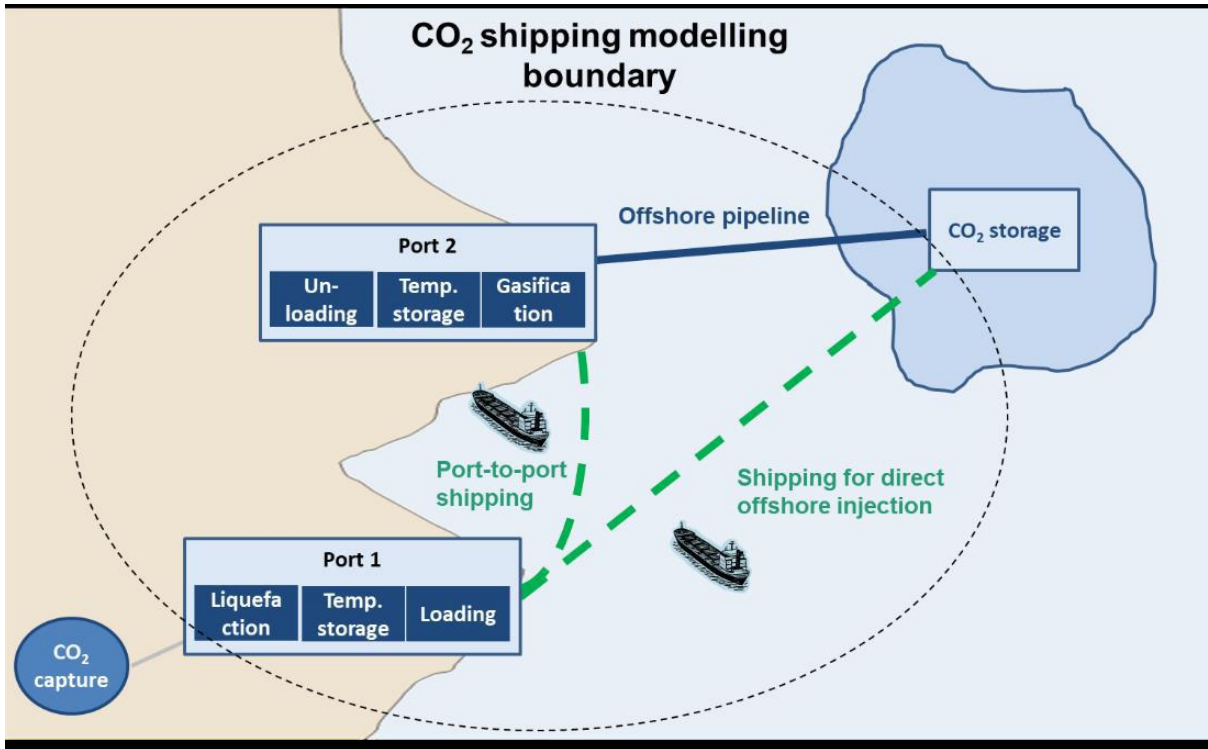 CO₂ shipping modelling
boundary
Offshore pipeline
CO₂ storage
Port 2
Un-
loading
Temp.
storage
Gasifica
tion
Port-to-port
shipping
Shipping for direct
offshore injection
Port 1
Liquefa
ction
Temp.
storage
Loading
CO₂
capture